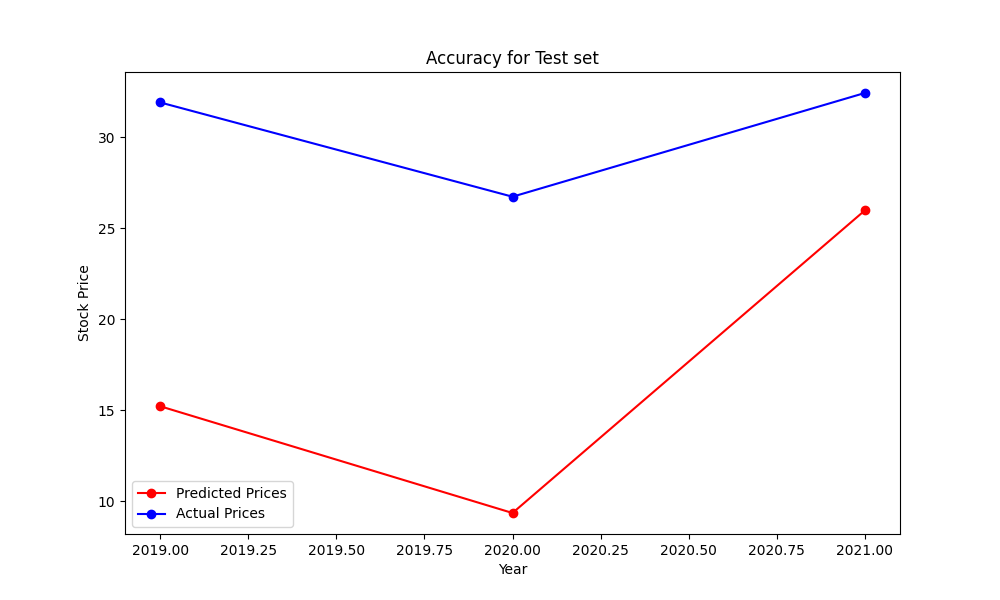 Accuracy for Test set
Stock Price
30
25
20
15
10
Predicted Prices
Actual Prices
2019.00 2019.25 2019.50 2019.75 2020.00 2020.25 2020.50 2020.75 2021.00
Year